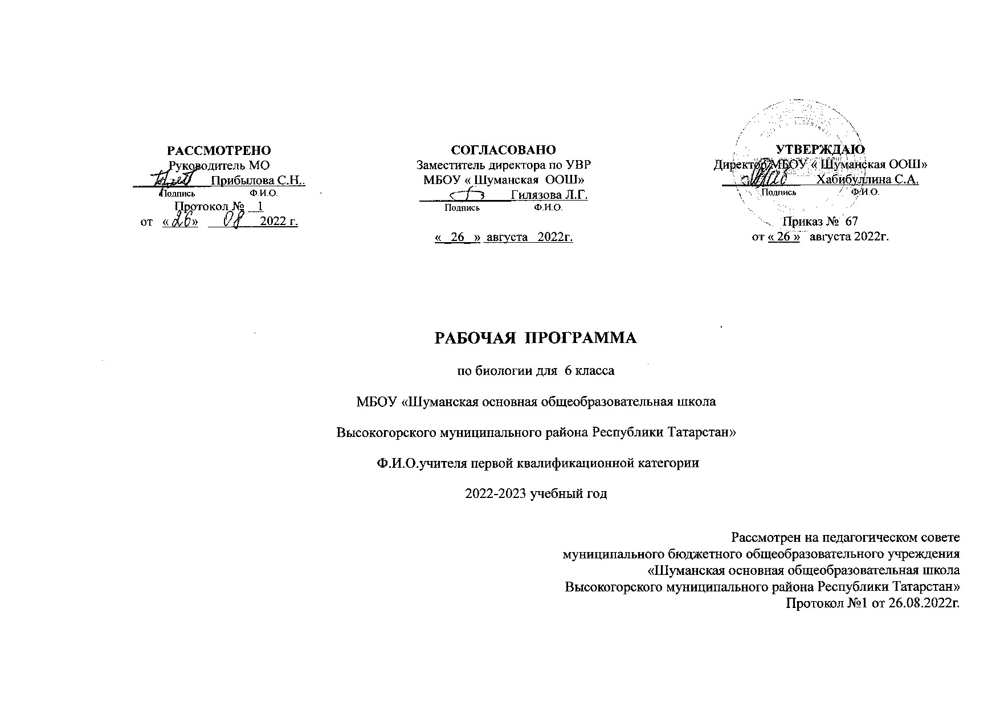 РАССМОТРЕНО
Руководитель МО
Прибылова С.Н..
Подпись Ф.И.О.
Протокол № 1
от «26» 08 2022 г.
СОГЛАСОВАНО
Заместитель директора по УВР
МБОУ « Шуманская ООШ»
Гилязова Л.Г.
Подпись Ф.И.О.
« 26 » августа 2022г.
УТВЕРЖДАЮ
Директор МБОУ « Шуманская ООШ»
Хабибуллина С.А.
Подпись Ф.И.О.
Приказ № 67
от « 26 » августа 2022г.
РАБОЧАЯ ПРОГРАММА
по биологии для 6 класса
МБОУ «Шуманская основная общеобразовательная школа
Высокогорского муниципального района Республики Татарстан»
Ф.И.О.учителя первой квалификационной категории
2022-2023 учебный год
Рассмотрен на педагогическом совете
муниципального бюджетного общеобразовательного учреждения
«Шуманская основная общеобразовательная школа
Высокогорского муниципального района Республики Татарстан»
Протокол №1 от 26.08.2022г.